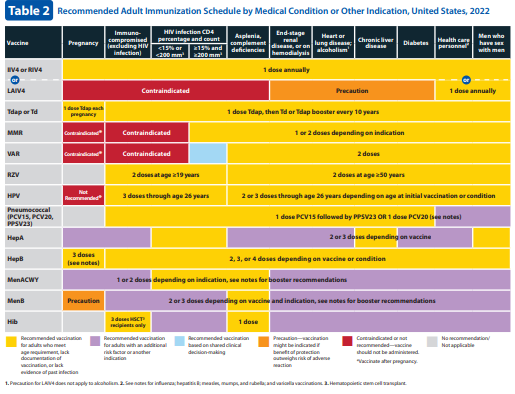 Table 2 Recommended Adult Immunization Schedule by Medical Condition or Other Indication, United States, 2022
Vaccine
Pregnancy
Immuno-
compromised
(excluding HIV
infection)
HIV infection CD4
percentage and count
<15% or
<200 mm³
≥15% and
≥200 mm³
Asplenia,
complement
deficiencies
End-stage
renal
disease, or on
hemodialysis
Heart or
lung disease;
alcoholism¹
Chronic liver
disease
Diabetes
Health care
personnel²
Men who
have sex
with men
IIV4 or RIV4
1 dose annually
or
or
LAIV4
Contraindicated
Precaution
1 dose annually
Tdap or Td
1 dose Tdap each
pregnancy
1 dose Tdap, then Td or Tdap booster every 10 years
MMR
Contraindicated*
Contraindicated
1 or 2 doses depending on indication
VAR
Contraindicated*
Contraindicated
2 doses
RZV
2 doses at age ≥19 years
2 doses at age ≥50 years
HPV
Not
Recommended*
3 doses through age 26 years
2 or 3 doses through age 26 years depending on age at initial vaccination or condition
Pneumococcal
(PCV15, PCV20,
PPSV23)
1 dose PCV15 followed by PPSV23 OR 1 dose PCV20 (see notes)
HepA
2 or 3 doses depending on vaccine
HepB
3 doses
(see notes)
2, 3, or 4 doses depending on vaccine or condition
MenACWY
1 or 2 doses depending on indication, see notes for booster recommendations
MenB
Precaution
2 or 3 doses depending on vaccine and indication, see notes for booster recommendations
Hib
3 doses HSCT³
recipients only
1 dose
Recommended vaccination
for adults who meet
age requirement, lack
documentation of
vaccination, or lack
evidence of past infection
Recommended vaccination
for adults with an additional
risk factor or another
indication
Recommended vaccination
based on shared clinical
decision-making
Precaution—vaccination
might be indicated if
benefit of protection
outweighs risk of adverse
reaction
Contraindicated or not
recommended—vaccine
should not be administered.
*Vaccinate after pregnancy.
No recommendation/
Not applicable
1. Precaution for LAIV4 does not apply to alcoholism. 2. See notes for influenza; hepatitis B; measles, mumps, and rubella; and varicella vaccinations. 3. Hematopoietic stem cell transplant.